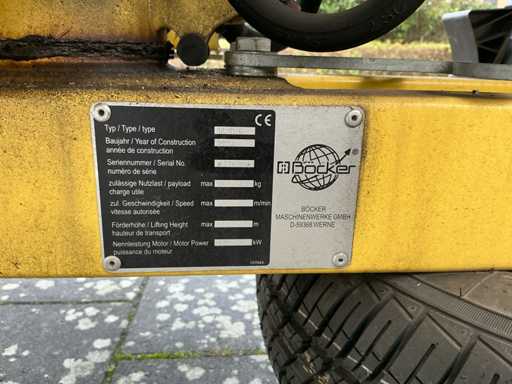 Typ / Type / type
CE
Baujahr / Year of Construction
année de construction
Seriennummer / Serial No.
numéro de série
zulässige Nutzlast / payload max kg
charge utile
zul. Geschwindigkeit / Speed max m/min
vitesse autorisée
Förderhöhe / Lifting Height max m
hauteur de transport
Nennleistung Motor / Motor Power kW
puissance du moteur
Böcker
®
BÖCKER
MASCHINENWERKE GMBH
D-59368 WERNE